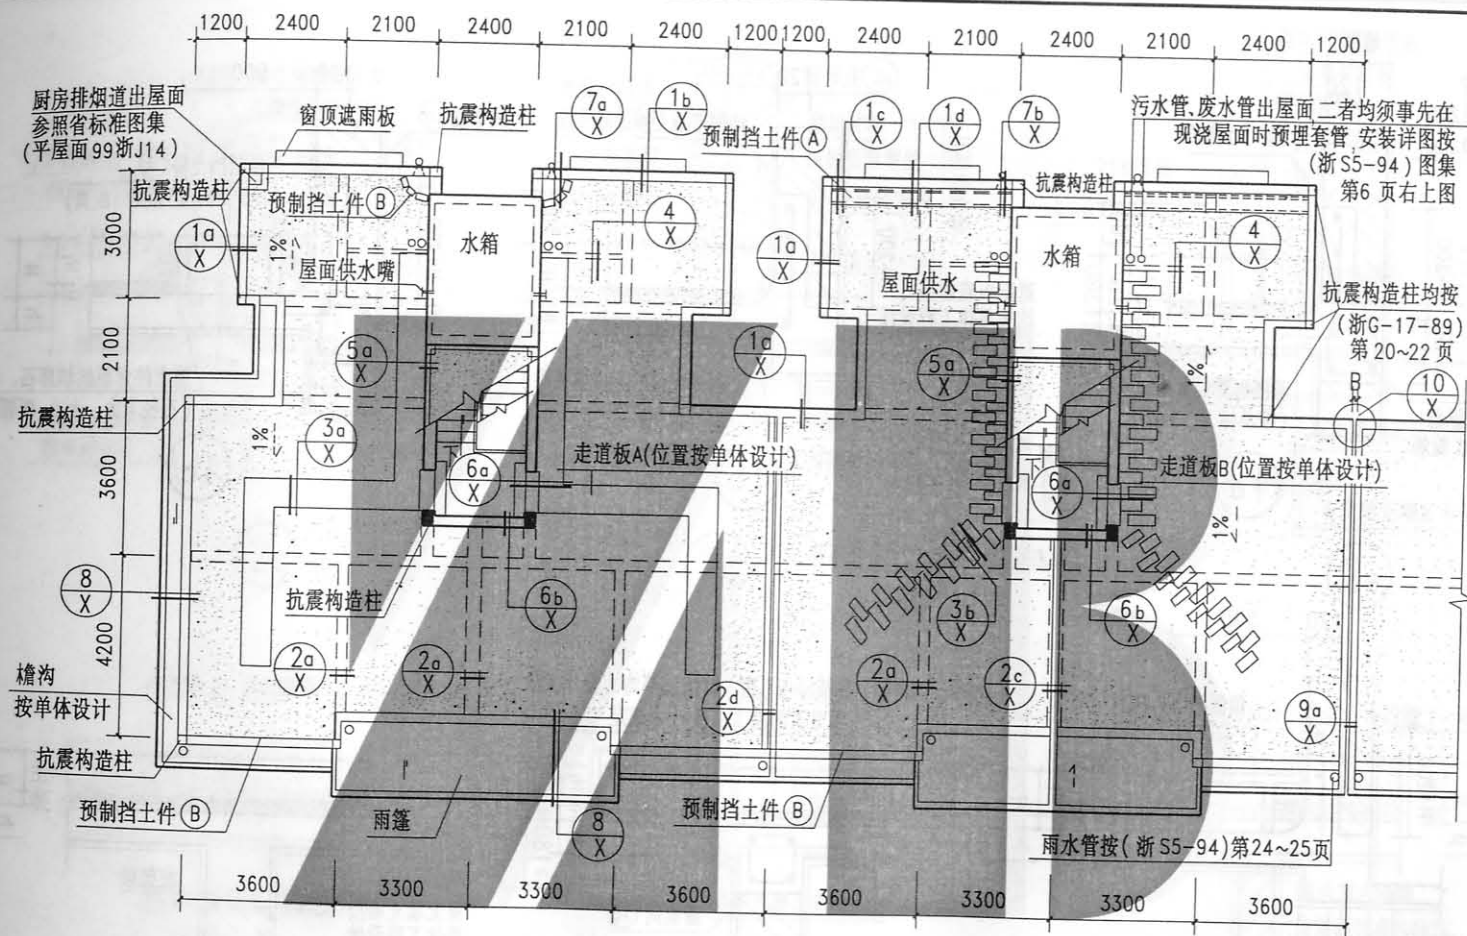 1200 2400 2100 2400 2100 2400 1200 1200 2400 2100 2400 2100 2400 1200
厨房排烟道出屋面
参照省标准图集
(平屋面99浙J14)
窗顶遮雨板
抗震构造柱
7a
X
1b
X
预制挡土件Ⓐ
1c
X
1d
X
7b
X
污水管、废水管出屋面二者均须事先在
现浇屋面时预埋套管,安装详图按
(浙S5-94)图集
第6页右上图
抗震构造柱
预制挡土件Ⓑ
抗震构造柱
3000
1a
X
1%
水箱
4
X
1a
X
水箱
4
X
屋面供水嘴
屋面供水
抗震构造柱均按
(浙G-17-89)
第20~22页
2100
5a
X
1a
X
5a
X
1%
B
10
X
抗震构造柱
1%
3a
X
3600
6a
X
走道板A(位置按单体设计)
6a
X
走道板B(位置按单体设计)
1%
8
X
抗震构造柱
6b
X
3b
X
6b
X
4200
2a
X
2a
X
2d
X
2a
X
2c
X
9a
X
檐沟
按单体设计
抗震构造柱
预制挡土件Ⓑ
雨篷
8
X
预制挡土件Ⓑ
雨水管按(浙S5-94)第24~25页
3600 3300 3300 3600 3600 3300 3300 3600